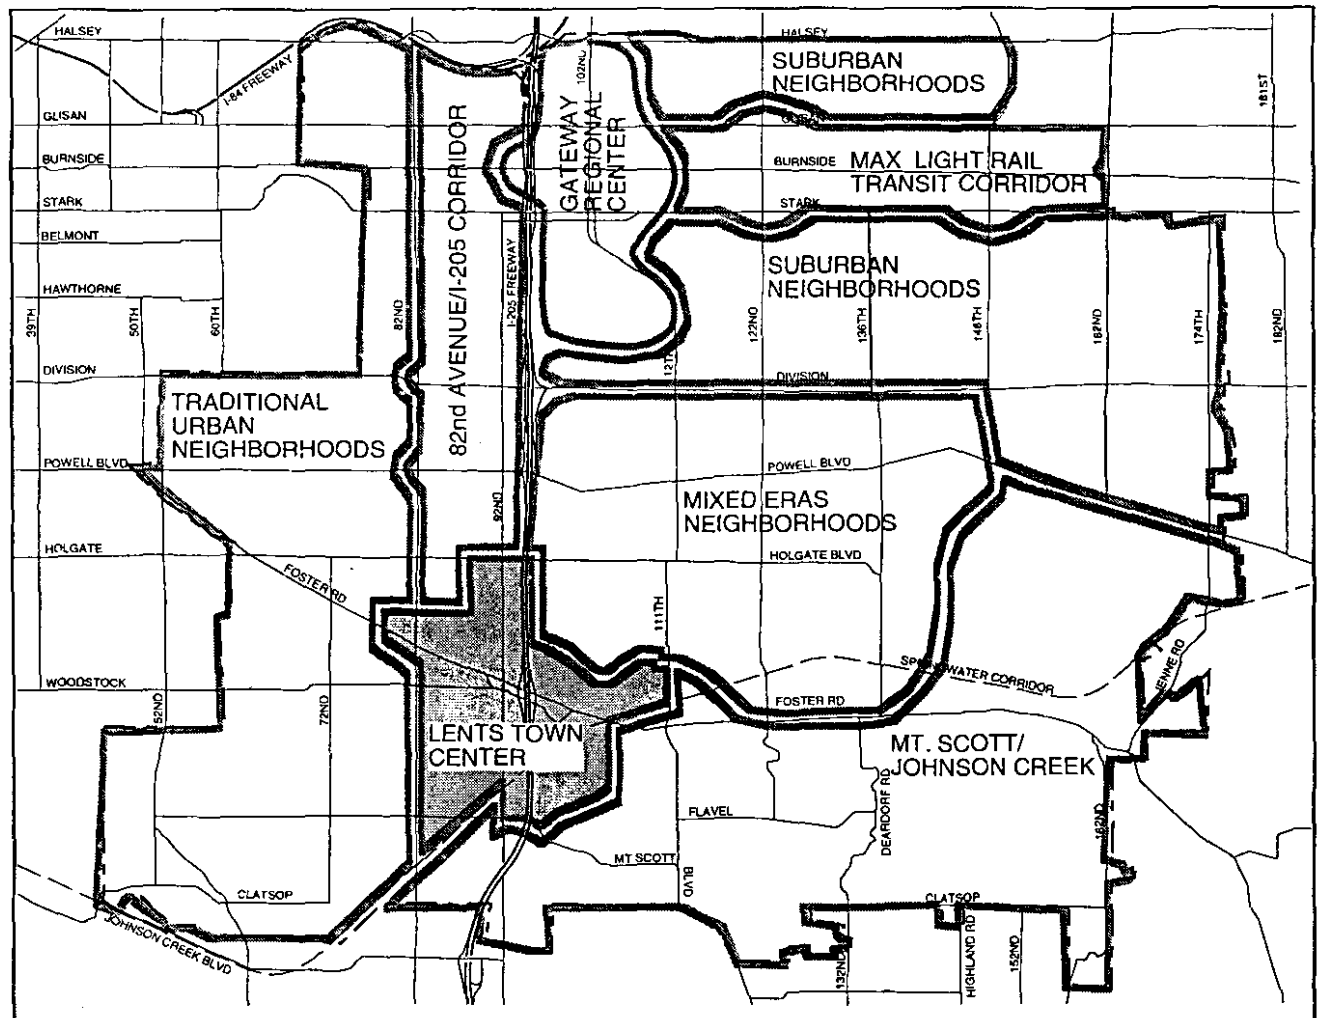 HALSEY
HALSEY
I-84 FREEWAY
102ND
SUBURBAN
NEIGHBORHOODS
181ST
GLISAN
82nd AVENUE/I-205 CORRIDOR
GATEWAY
REGIONAL
CENTER
BURNSIDE
BURNSIDE
MAX LIGHT RAIL
TRANSIT CORRIDOR
STARK
STARK
BELMONT
I-205 FREEWAY
SUBURBAN
NEIGHBORHOODS
HAWTHORNE
39TH
50TH
60TH
82ND
122ND
136TH
148TH
162ND
174TH
182ND
DIVISION
DIVISION
TRADITIONAL
URBAN
NEIGHBORHOODS
POWELL BLVD
POWELL BLVD
92ND
MIXED ERAS
NEIGHBORHOODS
HOLGATE
HOLGATE BLVD
FOSTER RD
111TH
JENNE RD
WOODSTOCK
WATER CORRIDOR
52ND
72ND
FOSTER RD
LENTS TOWN
CENTER
MT. SCOTT/
JOHNSON CREEK
DEARDORF RD
FLAVEL
162ND
MT SCOTT
BLVD
CLATSOP
CLATSOP
JOHNSON CREEK BLVD
132ND
HIGHLAND RD
152ND